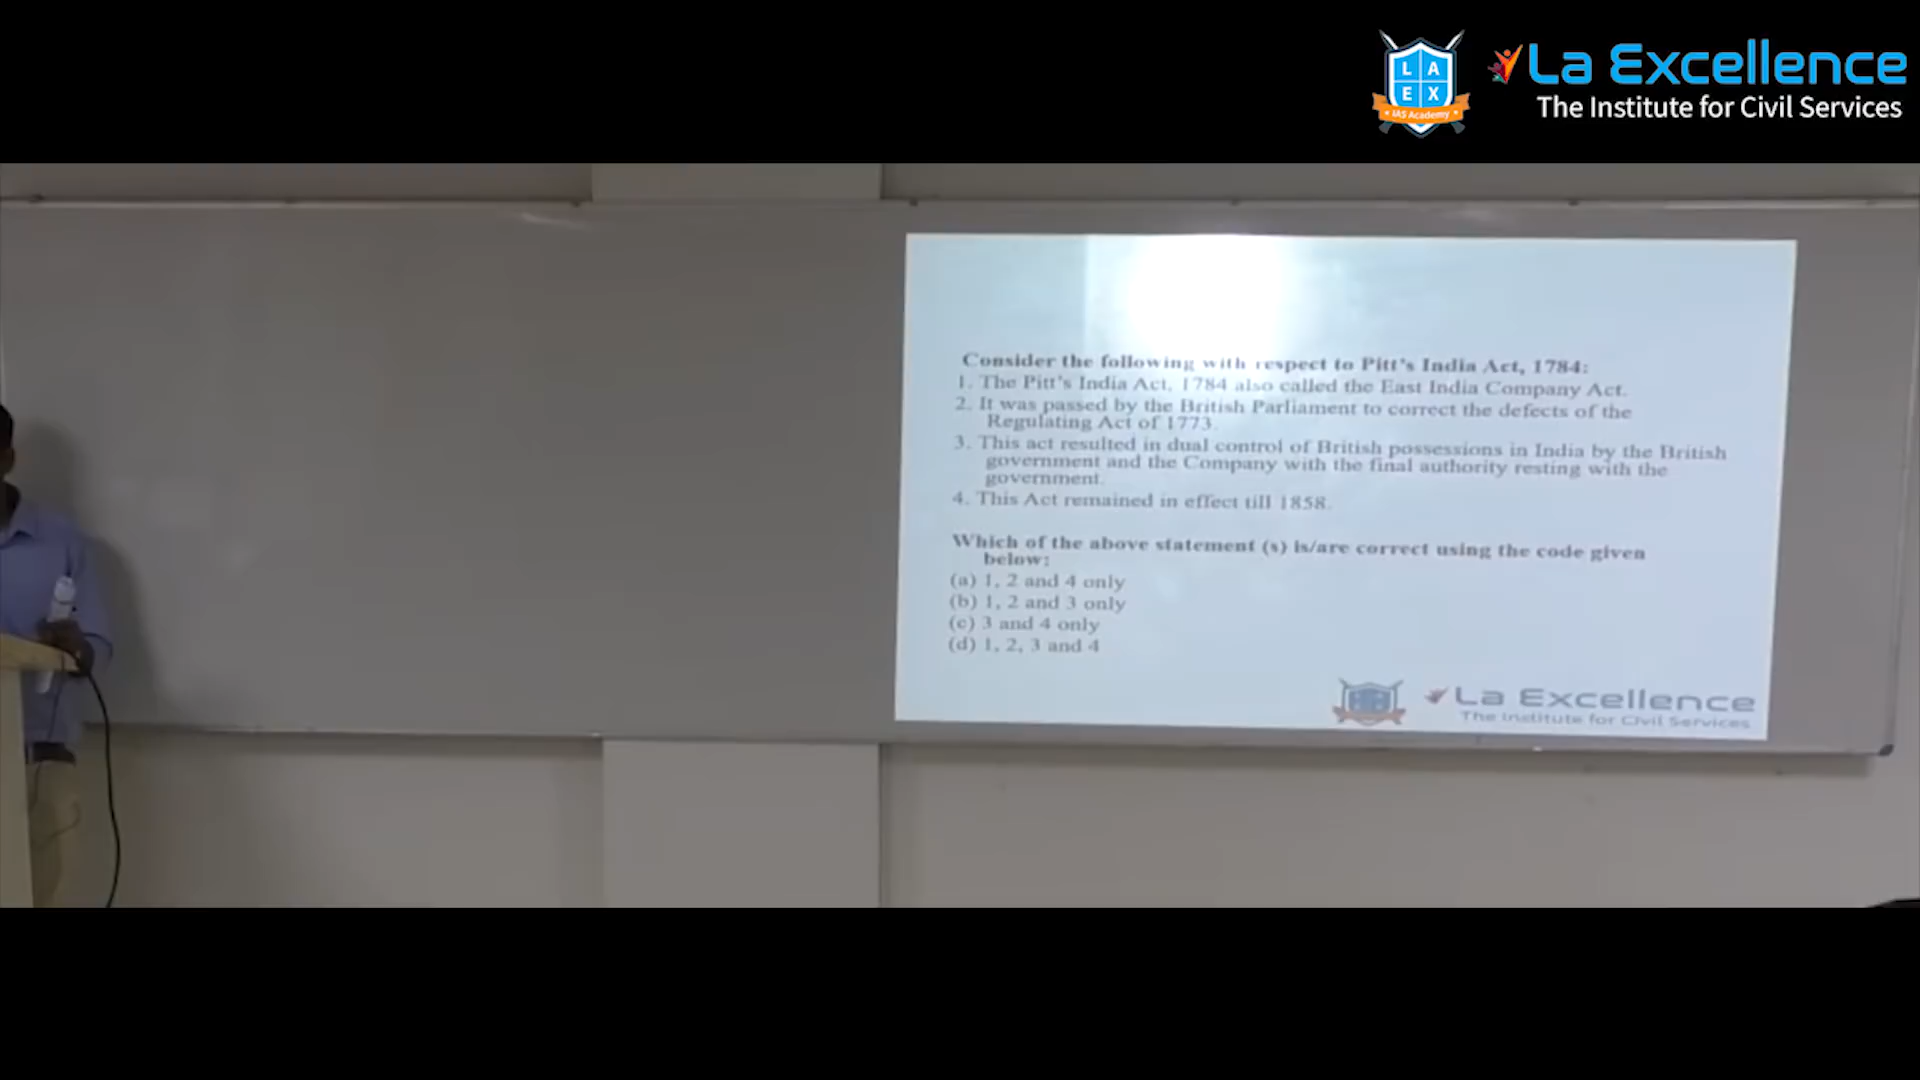 L A
E X
IAS Academy
La Excellence
The Institute for Civil Services
Consider the following with respect to Pitt's India Act, 1784:
1. The Pitt's India Act, 1784 also called the East India Company Act.
2. It was passed by the British Parliament to correct the defects of the
Regulating Act of 1773.
3. This act resulted in dual control of British possessions in India by the British
government and the Company with the final authority resting with the
government.
4. This Act remained in effect till 1858.
Which of the above statement (s) is/are correct using the code given
below:
(a) 1, 2 and 4 only
(b) 1, 2 and 3 only
(c) 3 and 4 only
(d) 1, 2, 3 and 4
La Excellence
The Institute for Civil Services